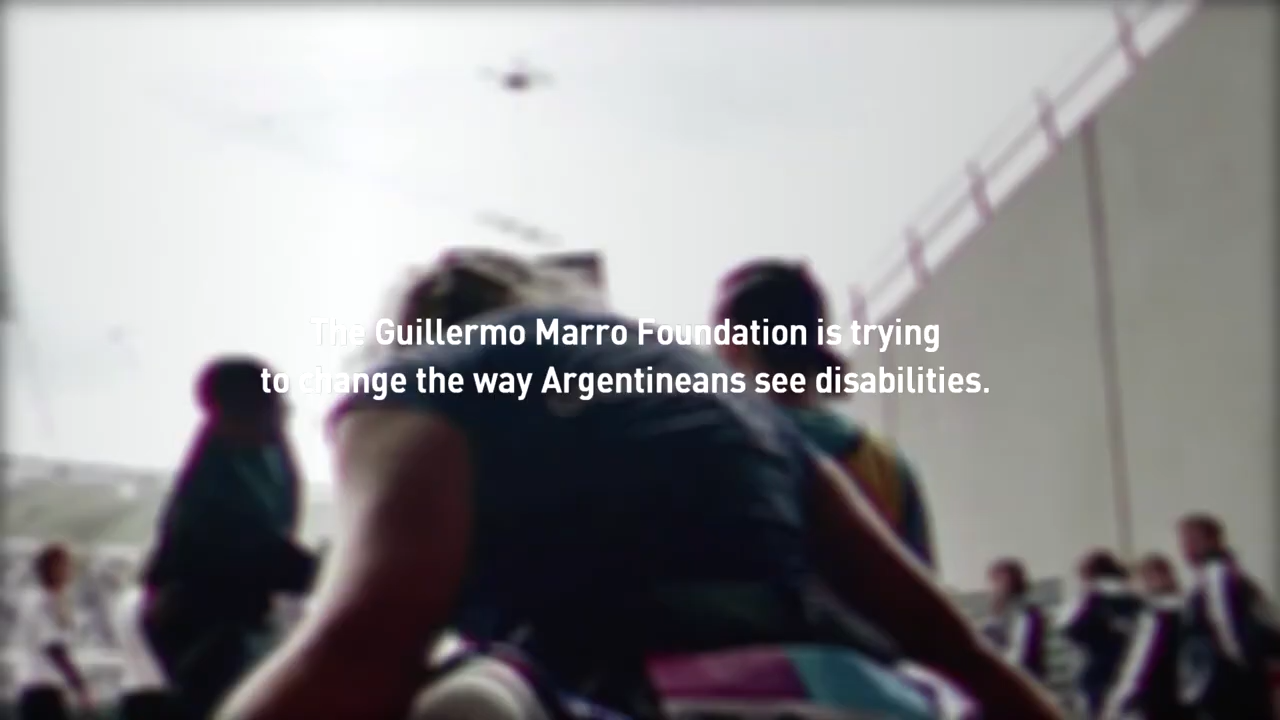 The Guillermo Marro Foundation is trying
to change the way Argentineans see disabilities.